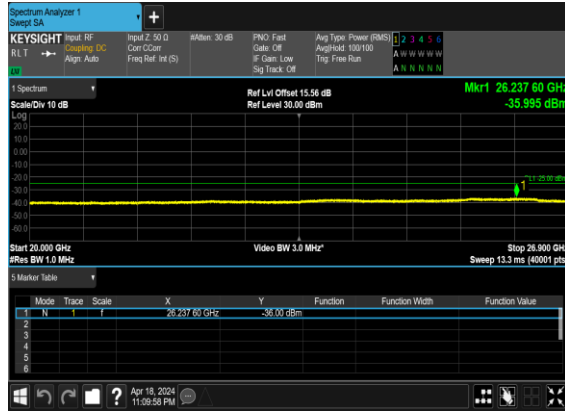 Spectrum Analyzer 1
Swept SA
+
KEYSIGHT Input: RF
RLT Coupling: DC
Align: Auto
Input Z: 50 Ω
Corr CCorr
Freq Ref: Int (S)
#Atten: 30 dB
PNO: Fast
Gate: Off
IF Gain: Low
Sig Track: Off
Avg Type: Power (RMS)
Avg|Hold: 100/100
Trig: Free Run
1 2 3 4 5 6
A W W W W W
A N N N N N
1 Spectrum
Scale/Div 10 dB
Ref Lvl Offset 15.56 dB
Ref Level 30.00 dBm
Mkr1 26.237 60 GHz
-35.995 dBm
Log
20.0
10.0
0.00
-10.0
-20.0
-30.0
-40.0
-50.0
-60.0
L1 -25.00 dBm
1
Start 20.000 GHz
#Res BW 1.0 MHz
Video BW 3.0 MHz*
Stop 26.900 GHz
Sweep 13.3 ms (40001 pts)
5 Marker Table
Mode Trace Scale X Y Function Function Width Function Value
1 N 1 f 26.237 60 GHz -36.00 dBm
2
3
4
5
6
?
Apr 18, 2024
11:09:58 PM